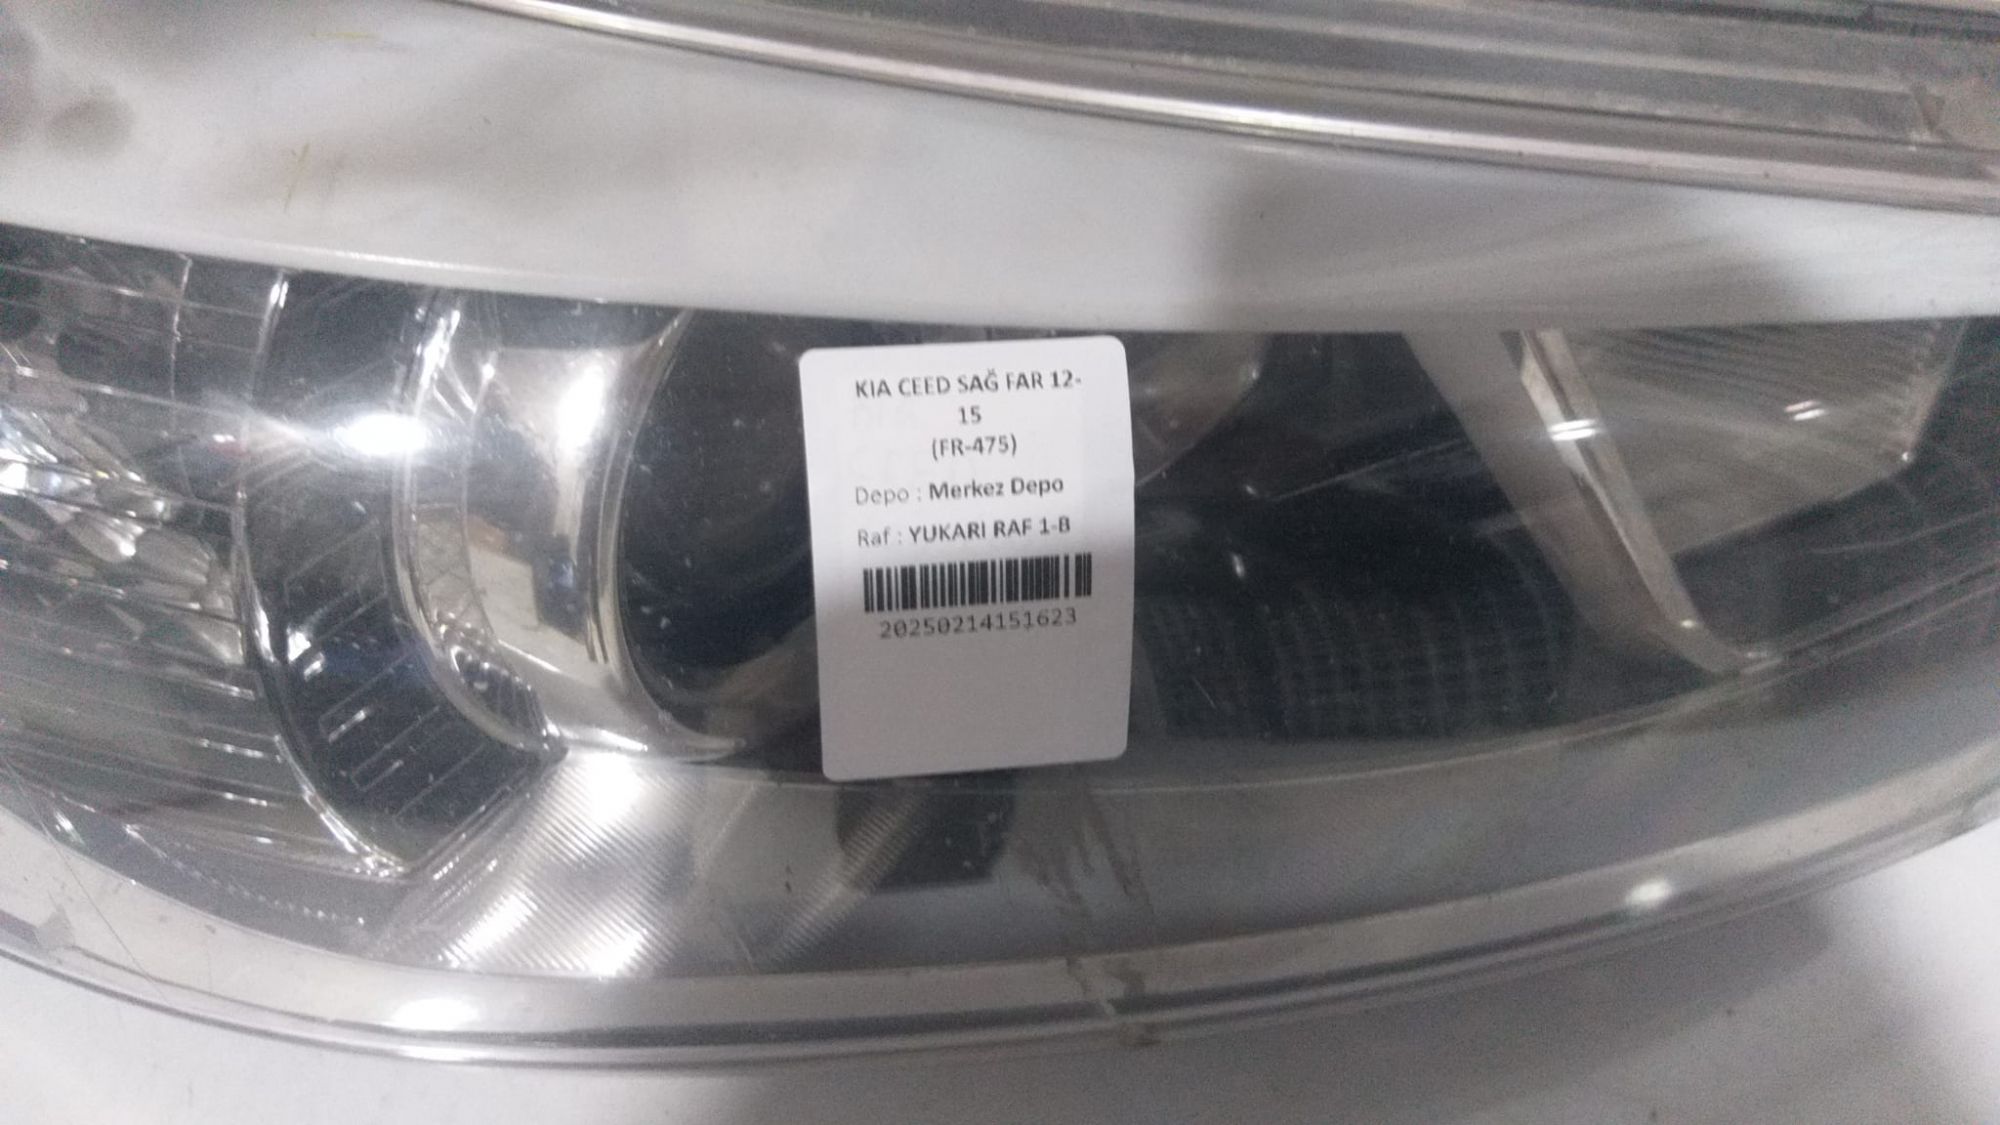 KIA CEED SAĞ FAR 12-
15
(FR-475)
Depo : Merkez Depo
Raf : YUKARI RAF 1-B
20250214151623